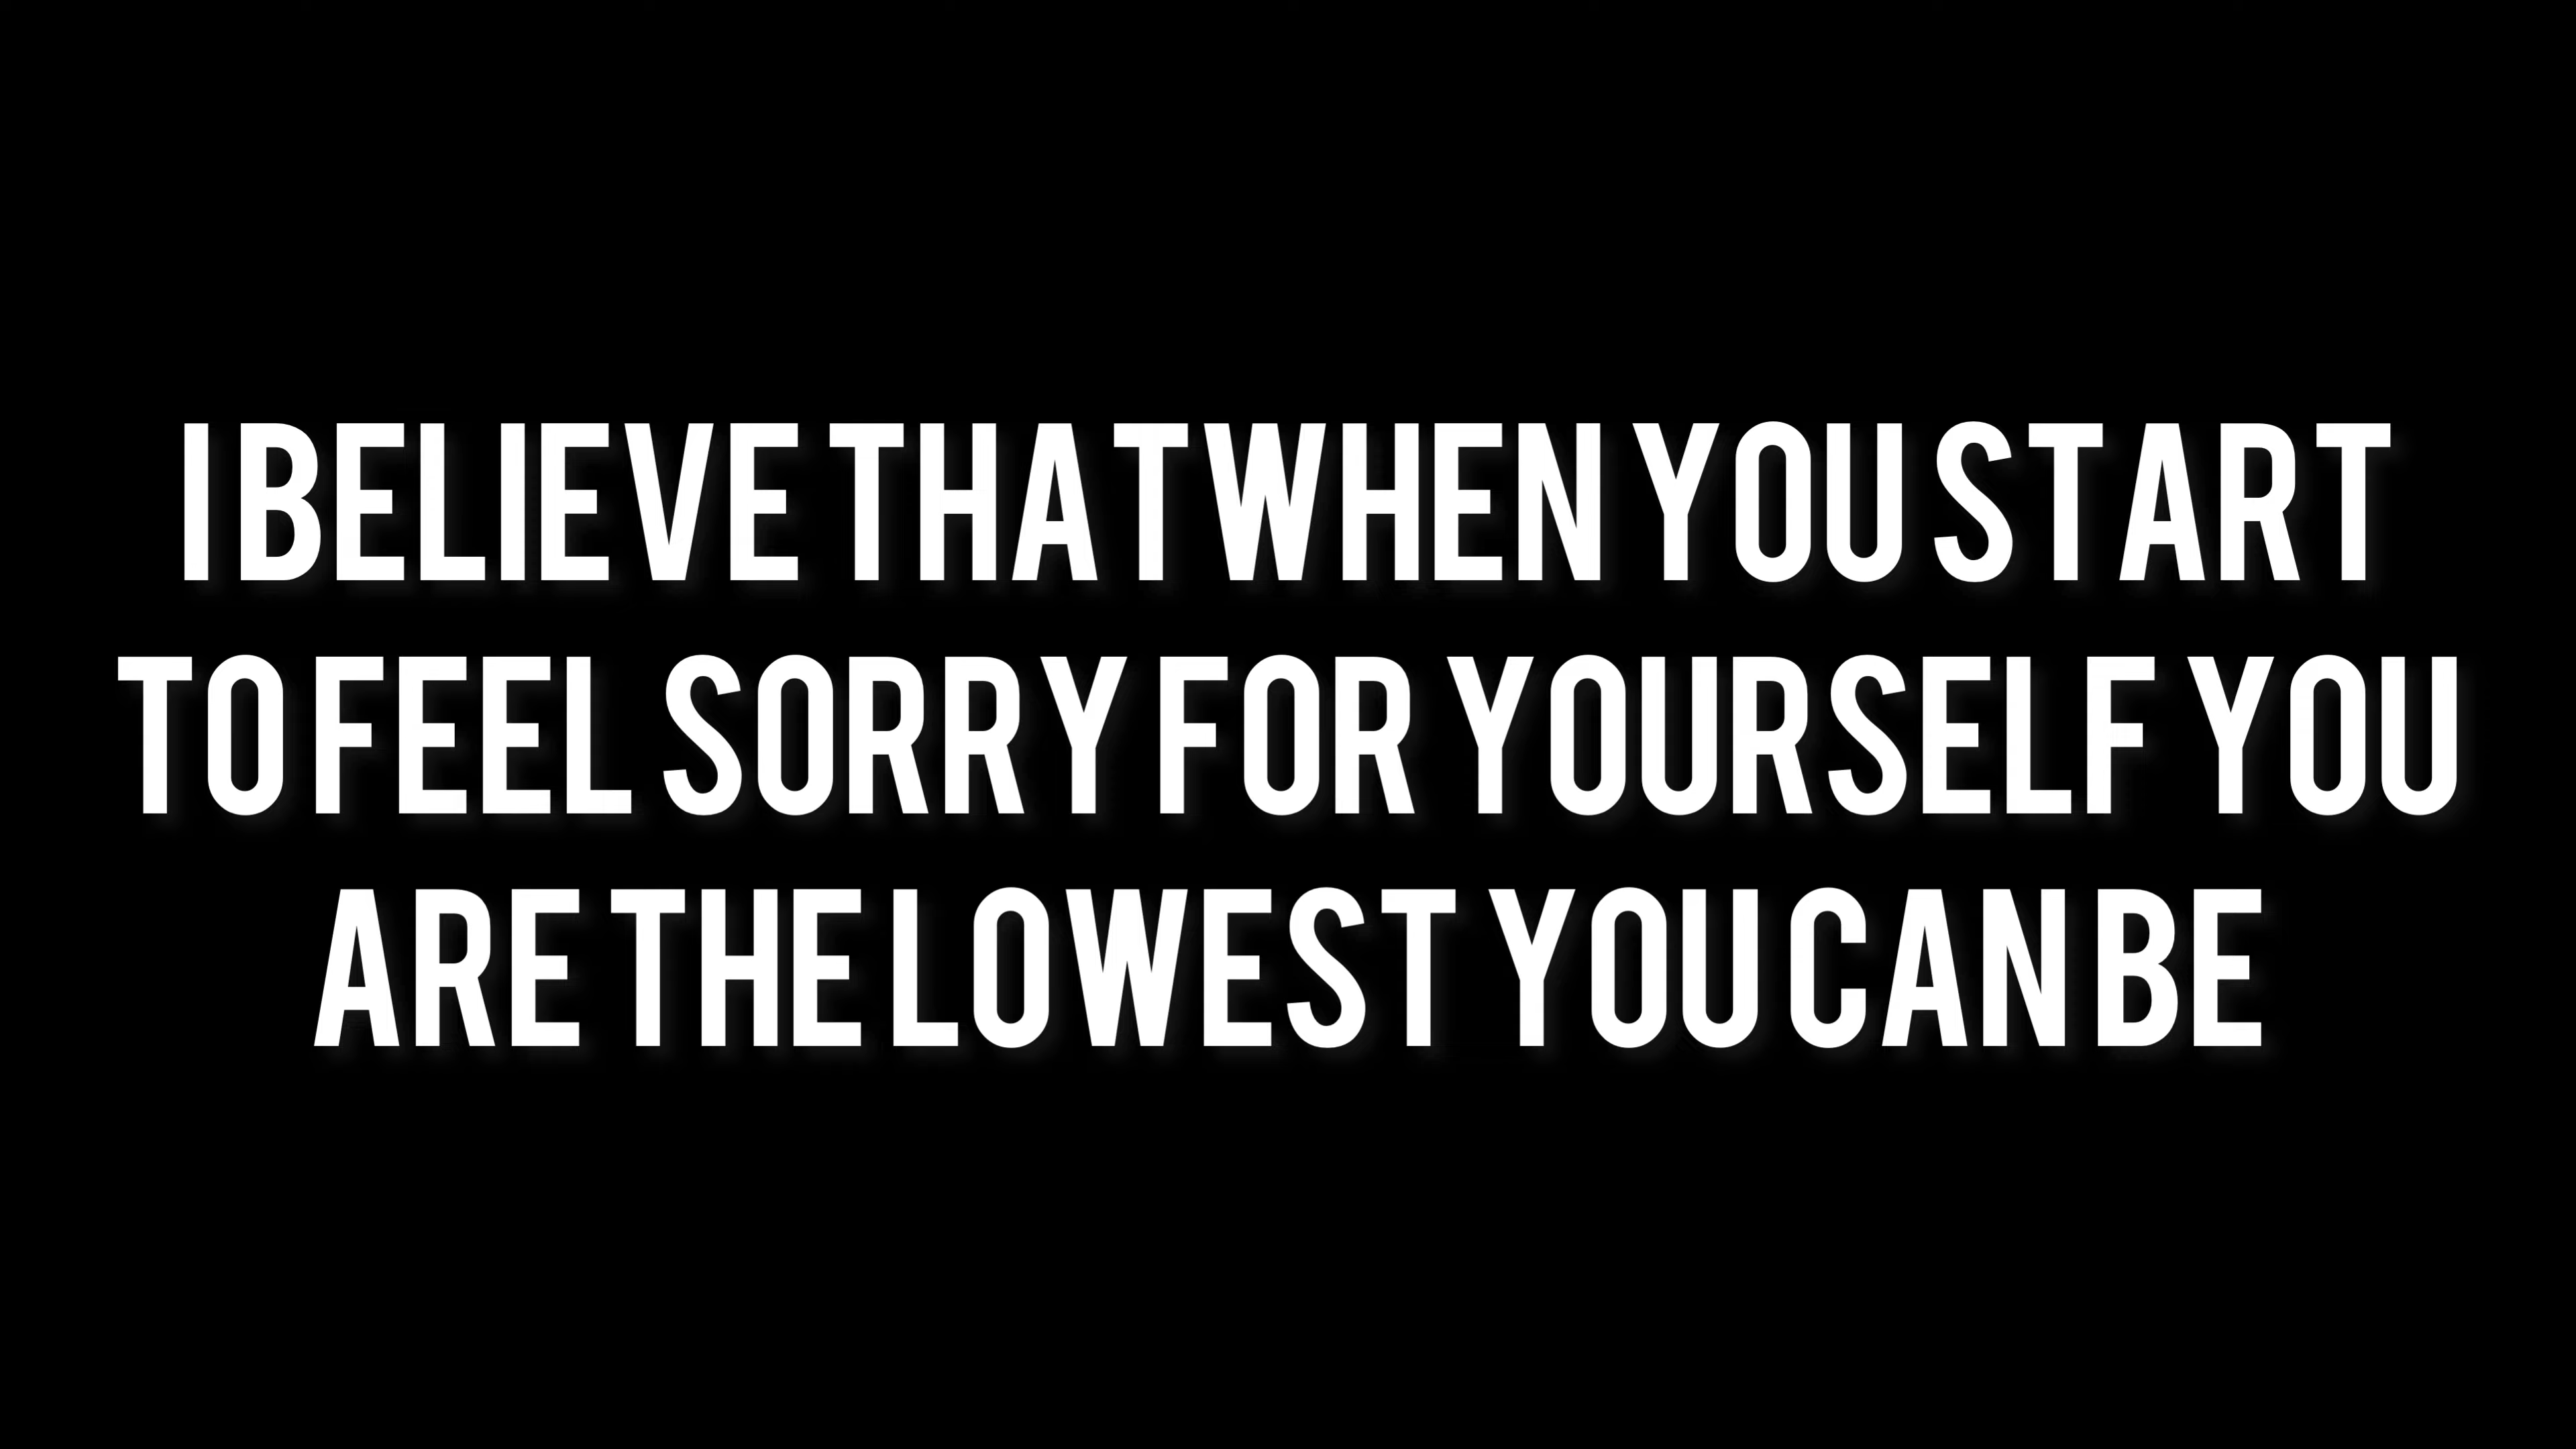 I BELIEVE THAT WHEN YOU START
TO FEEL SORRY FOR YOURSELF YOU
ARE THE LOWEST YOU CAN BE